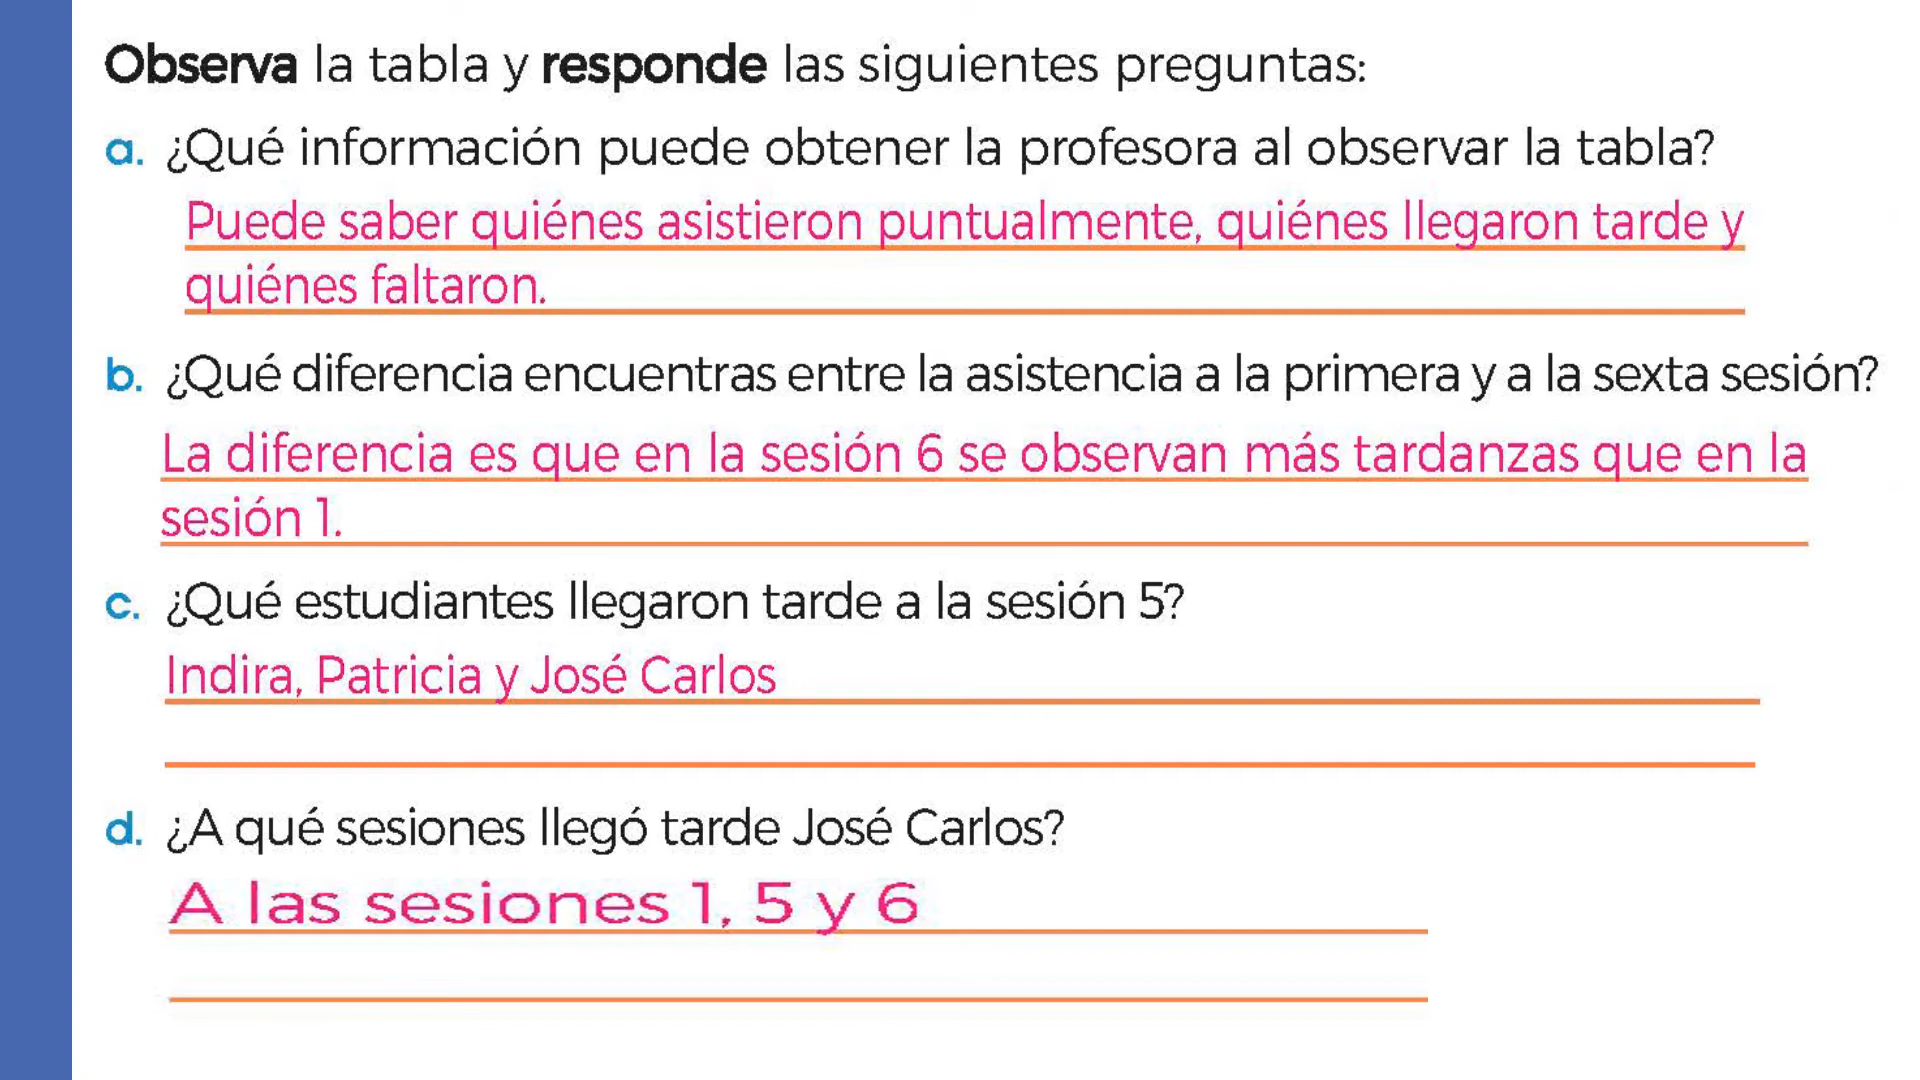 Observa la tabla y responde las siguientes preguntas:
a. ¿Qué información puede obtener la profesora al observar la tabla?
Puede saber quiénes asistieron puntualmente, quiénes llegaron tarde y
quiénes faltaron.
b. ¿Qué diferencia encuentras entre la asistencia a la primera y a la sexta sesión?
La diferencia es que en la sesión 6 se observan más tardanzas que en la
sesión 1.
c. ¿Qué estudiantes llegaron tarde a la sesión 5?
Indira, Patricia y José Carlos
d. ¿A qué sesiones llegó tarde José Carlos?
A las sesiones 1, 5 y 6